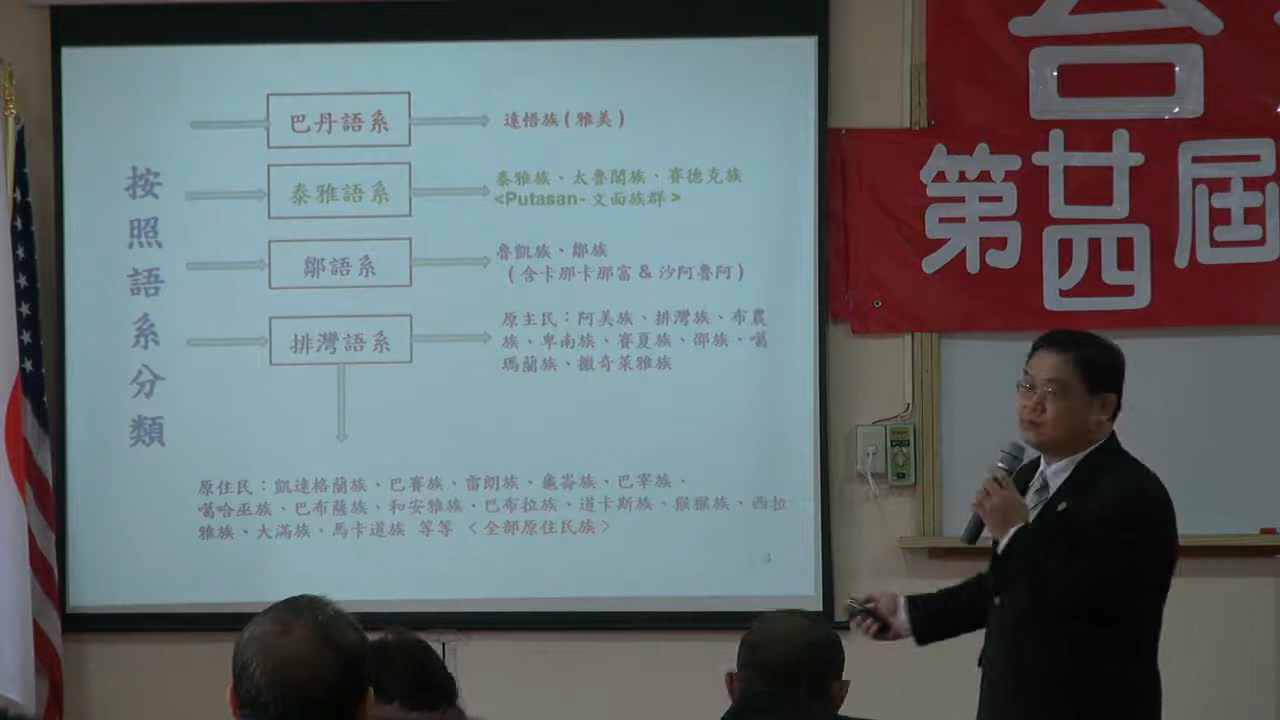 按照語系分類
巴丹語系
達悟族 ( 雅美 )
泰雅語系
泰雅族、太魯閣族、賽德克族
<Putasan-文面族群>
鄒語系
魯凱族、鄒族
( 含卡那卡那富 & 沙阿魯阿 )
排灣語系
原主民：阿美族、排灣族、布農
族、卑南族、賽夏族、邵族、噶
瑪蘭族、撒奇萊雅族
原住民：凱達格蘭族、巴賽族、雷朗族、龜崙族、巴宰族、
噶哈巫族、巴布薩族、和安雅族、巴布拉族、道卡斯族、猴猴族、西拉
雅族、大滿族、馬卡道族 等等 〈全部原住民族〉
4
台
第廿四屆